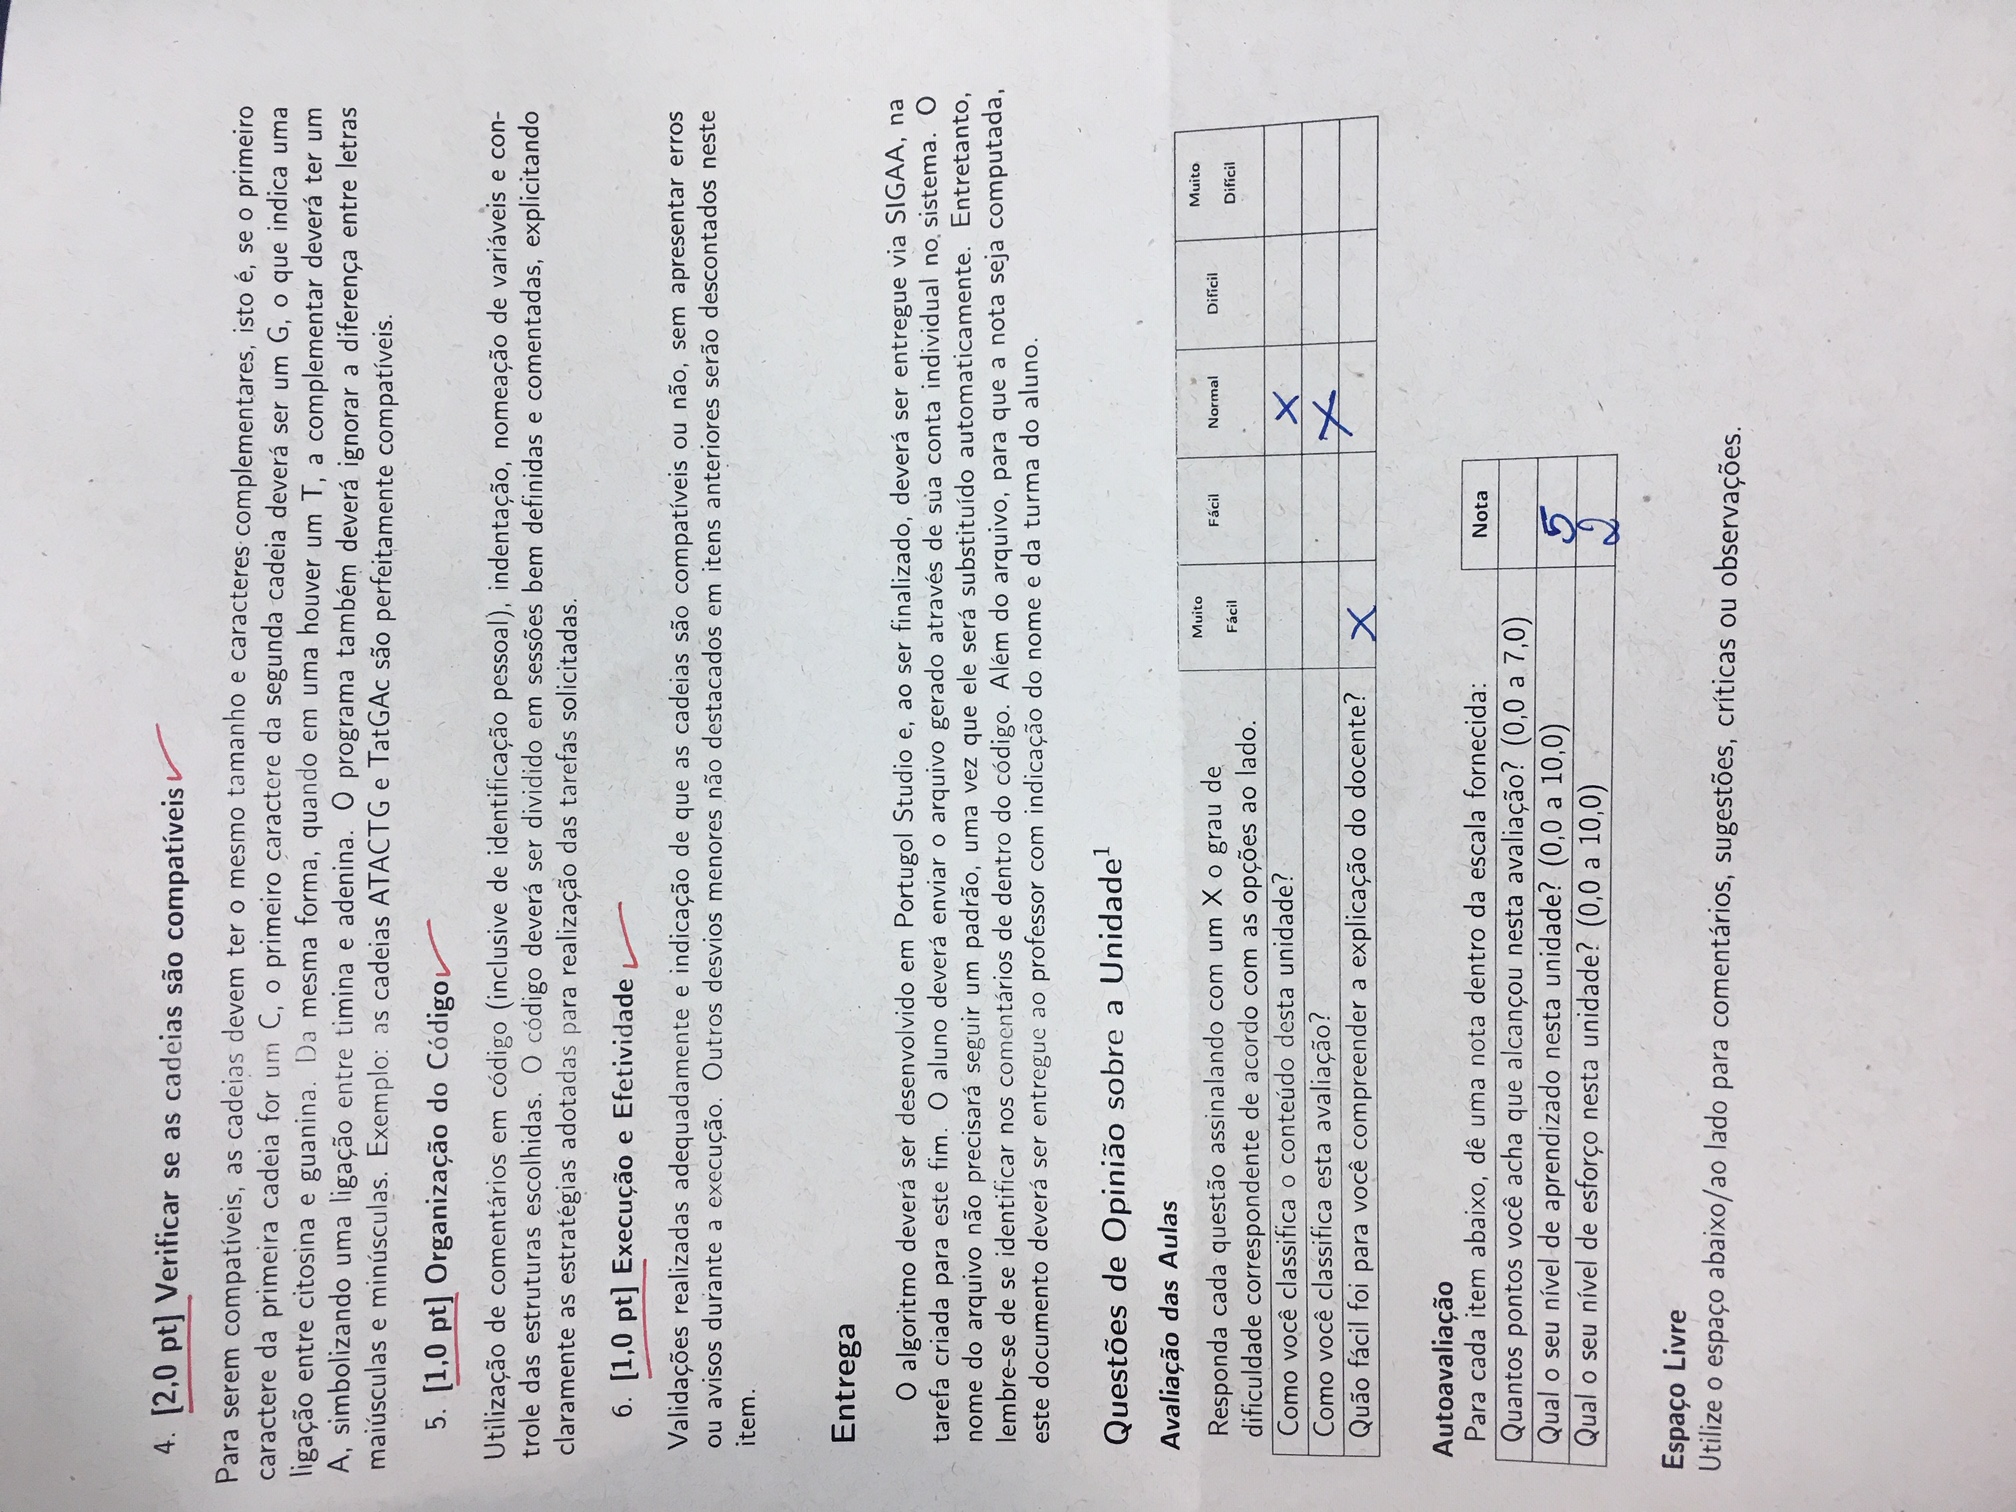 4. [2,0 pt] Verificar se as cadeias são compatíveis
Para serem compatíveis, as cadeias devem ter o mesmo tamanho e caracteres complementares, isto é, se o primeiro
caractere da primeira cadeia for um C, o primeiro caractere da segunda cadeia deverá ser um G, o que indica uma
ligação entre citosina e guanina. Da mesma forma, quando em uma houver um T, a complementar deverá ter um
A, simbolizando uma ligação entre timina e adenina. O programa também deverá ignorar a diferença entre letras
maiúsculas e minúsculas. Exemplo: as cadeias ATACTG e TatGAc são perfeitamente compatíveis.
5. [1,0 pt] Organização do Código
Utilização de comentários em código (inclusive de identificação pessoal), indentação, nomeação de variáveis e con-
trole das estruturas escolhidas. O código deverá ser dividido em sessões bem definidas e comentadas, explicitando
claramente as estratégias adotadas para realização das tarefas solicitadas.
6. [1,0 pt] Execução e Efetividade
Validações realizadas adequadamente e indicação de que as cadeias são compatíveis ou não, sem apresentar erros
ou avisos durante a execução. Outros desvios menores não destacados em itens anteriores serão descontados neste
item.
Entrega
O algoritmo deverá ser desenvolvido em Portugol Studio e, ao ser finalizado, deverá ser entregue via SIGAA, na
tarefa criada para este fim. O aluno deverá enviar o arquivo gerado através de sua conta individual no sistema. O
nome do arquivo não precisará seguir um padrão, uma vez que ele será substituído automaticamente. Entretanto,
lembre-se de se identificar nos comentários de dentro do código. Além do arquivo, para que a nota seja computada,
este documento deverá ser entregue ao professor com indicação do nome e da turma do aluno.
Questões de Opinião sobre a Unidade1
Avaliação das Aulas
Responda cada questão assinalando com um X o grau de
dificuldade correspondente de acordo com as opções ao lado.
Muito Fácil
Fácil
Normal
Difícil
Muito Difícil
Como você classifica o conteúdo desta unidade? X
Como você classifica esta avaliação? X
Quão fácil foi para você compreender a explicação do docente? X
Autoavaliação
Para cada item abaixo, dê uma nota dentro da escala fornecida: Nota
Quantos pontos você acha que alcançou nesta avaliação? (0,0 a 7,0)
Qual o seu nível de aprendizado nesta unidade? (0,0 a 10,0) 5
Qual o seu nível de esforço nesta unidade? (0,0 a 10,0) 2
Espaço Livre
Utilize o espaço abaixo/ao lado para comentários, sugestões, críticas ou observações.